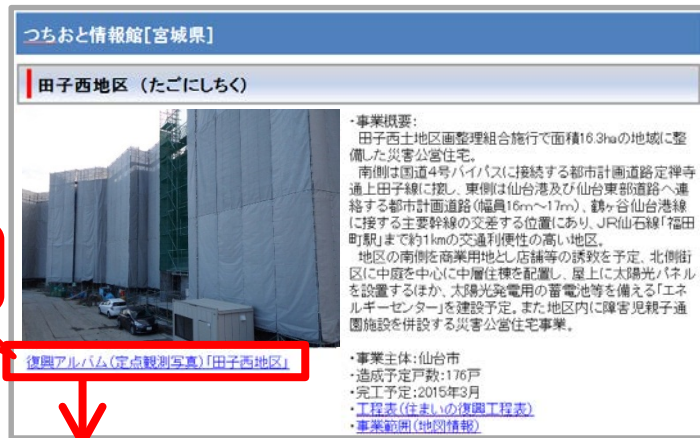 つちおと情報館[宮城県]
田子西地区 (たごにしちく)
・事業概要:
田子西土地区画整理組合施行で面積16.3haの地域に整
備した災害公営住宅。
南側は国道4号バイパスに接続する都市計画道路定禅寺
通上田子線に接し、東側は仙台港及び仙台東部道路へ連
絡する都市計画道路(幅員16m～17m)、鶴ヶ谷仙台港線
に接する主要幹線の交差する位置にあり、JR仙石線「福田
町駅」まで約1kmの交通利便性の高い地区。
地区の南側を商業用地とし店舗等の誘致を予定、北側街
区に中庭を中心に中層住棟を配置し、屋上に太陽光パネル
を設置するほか、太陽光発電用の蓄電池等を備える「エネ
ルギーセンター」を建設予定。また地区内に障害児親子通
園施設を併設する災害公営住宅事業。
復興アルバム(定点観測写真)「田子西地区」
・事業主体:仙台市
・造成予定戸数:176戸
・完工予定:2015年3月
・工程表(住まいの復興工程表)
・事業範囲(地図情報)